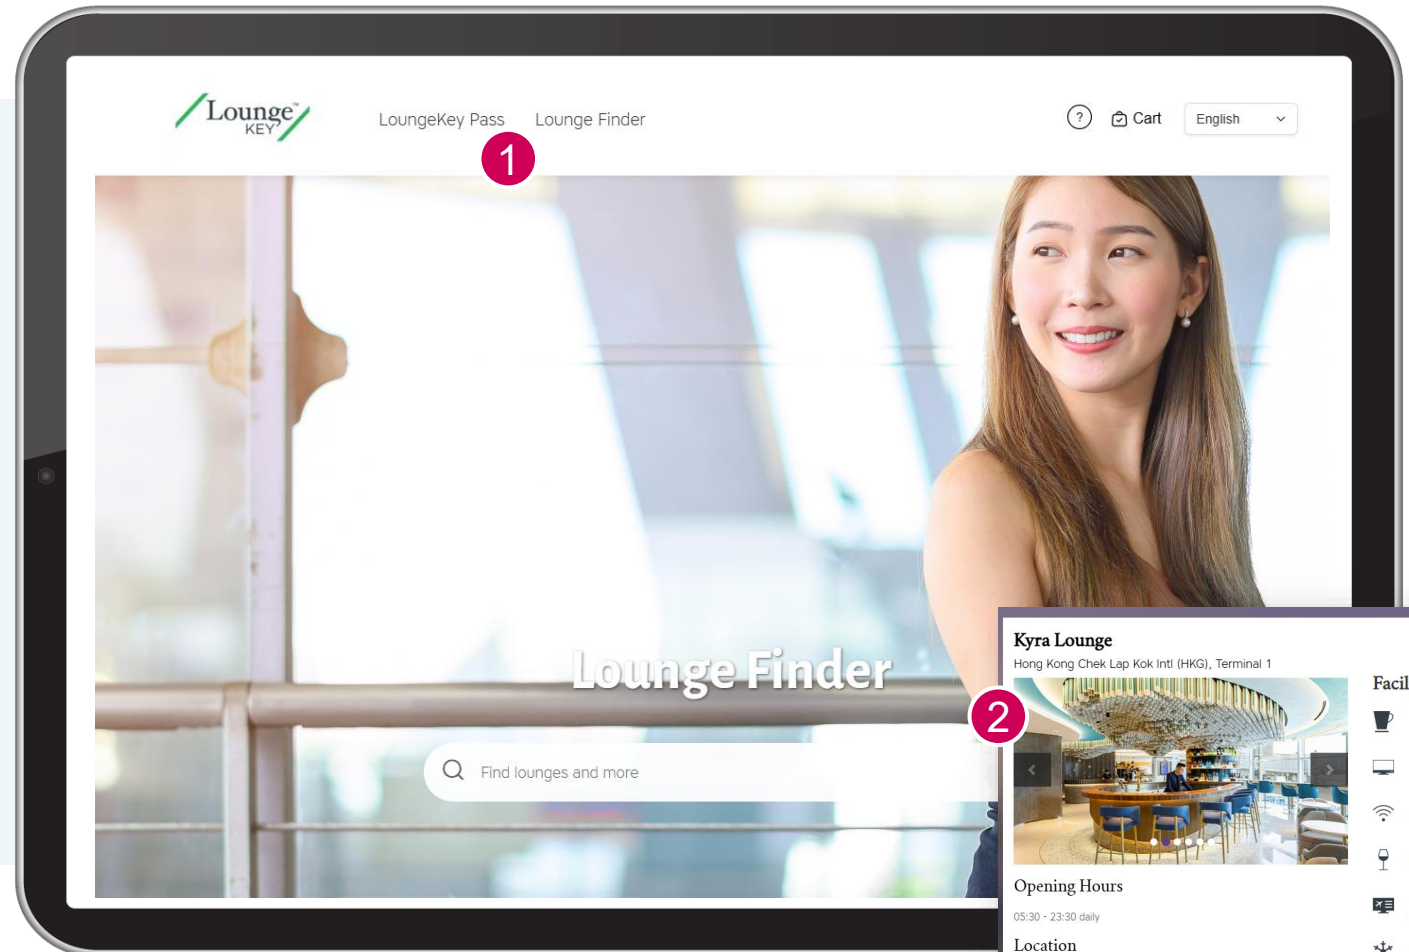 Lounge™
KEY
LoungeKey Pass
Lounge Finder
?
Cart
English
1
Lounge Finder
Find lounges and more
Kyra Lounge
Hong Kong Chek Lap Kok Intl (HKG), Terminal 1
2
Facil
Opening Hours
05:30 - 23:30 daily
Location